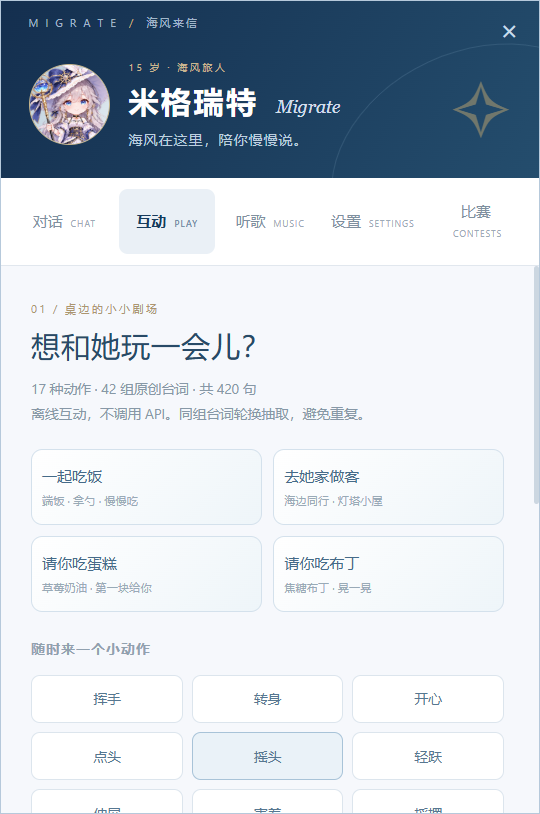 MIGRATE / 海风来信
15 岁 · 海风旅人
米格瑞特 Migrate
海风在这里，陪你慢慢说。
对话 CHAT
互动 PLAY
听歌 MUSIC
设置 SETTINGS
比赛 CONTESTS
01 / 桌边的小小剧场
想和她玩一会儿？
17 种动作 · 42 组原创台词 · 共 420 句
离线互动，不调用 API。同组台词轮换抽取，避免重复。
一起吃饭
端饭 · 拿勺 · 慢慢吃
去她家做客
海边同行 · 灯塔小屋
请你吃蛋糕
草莓奶油 · 第一块给你
请你吃布丁
焦糖布丁 · 晃一晃
随时来一个小动作
挥手
转身
开心
点头
摇头
轻跃